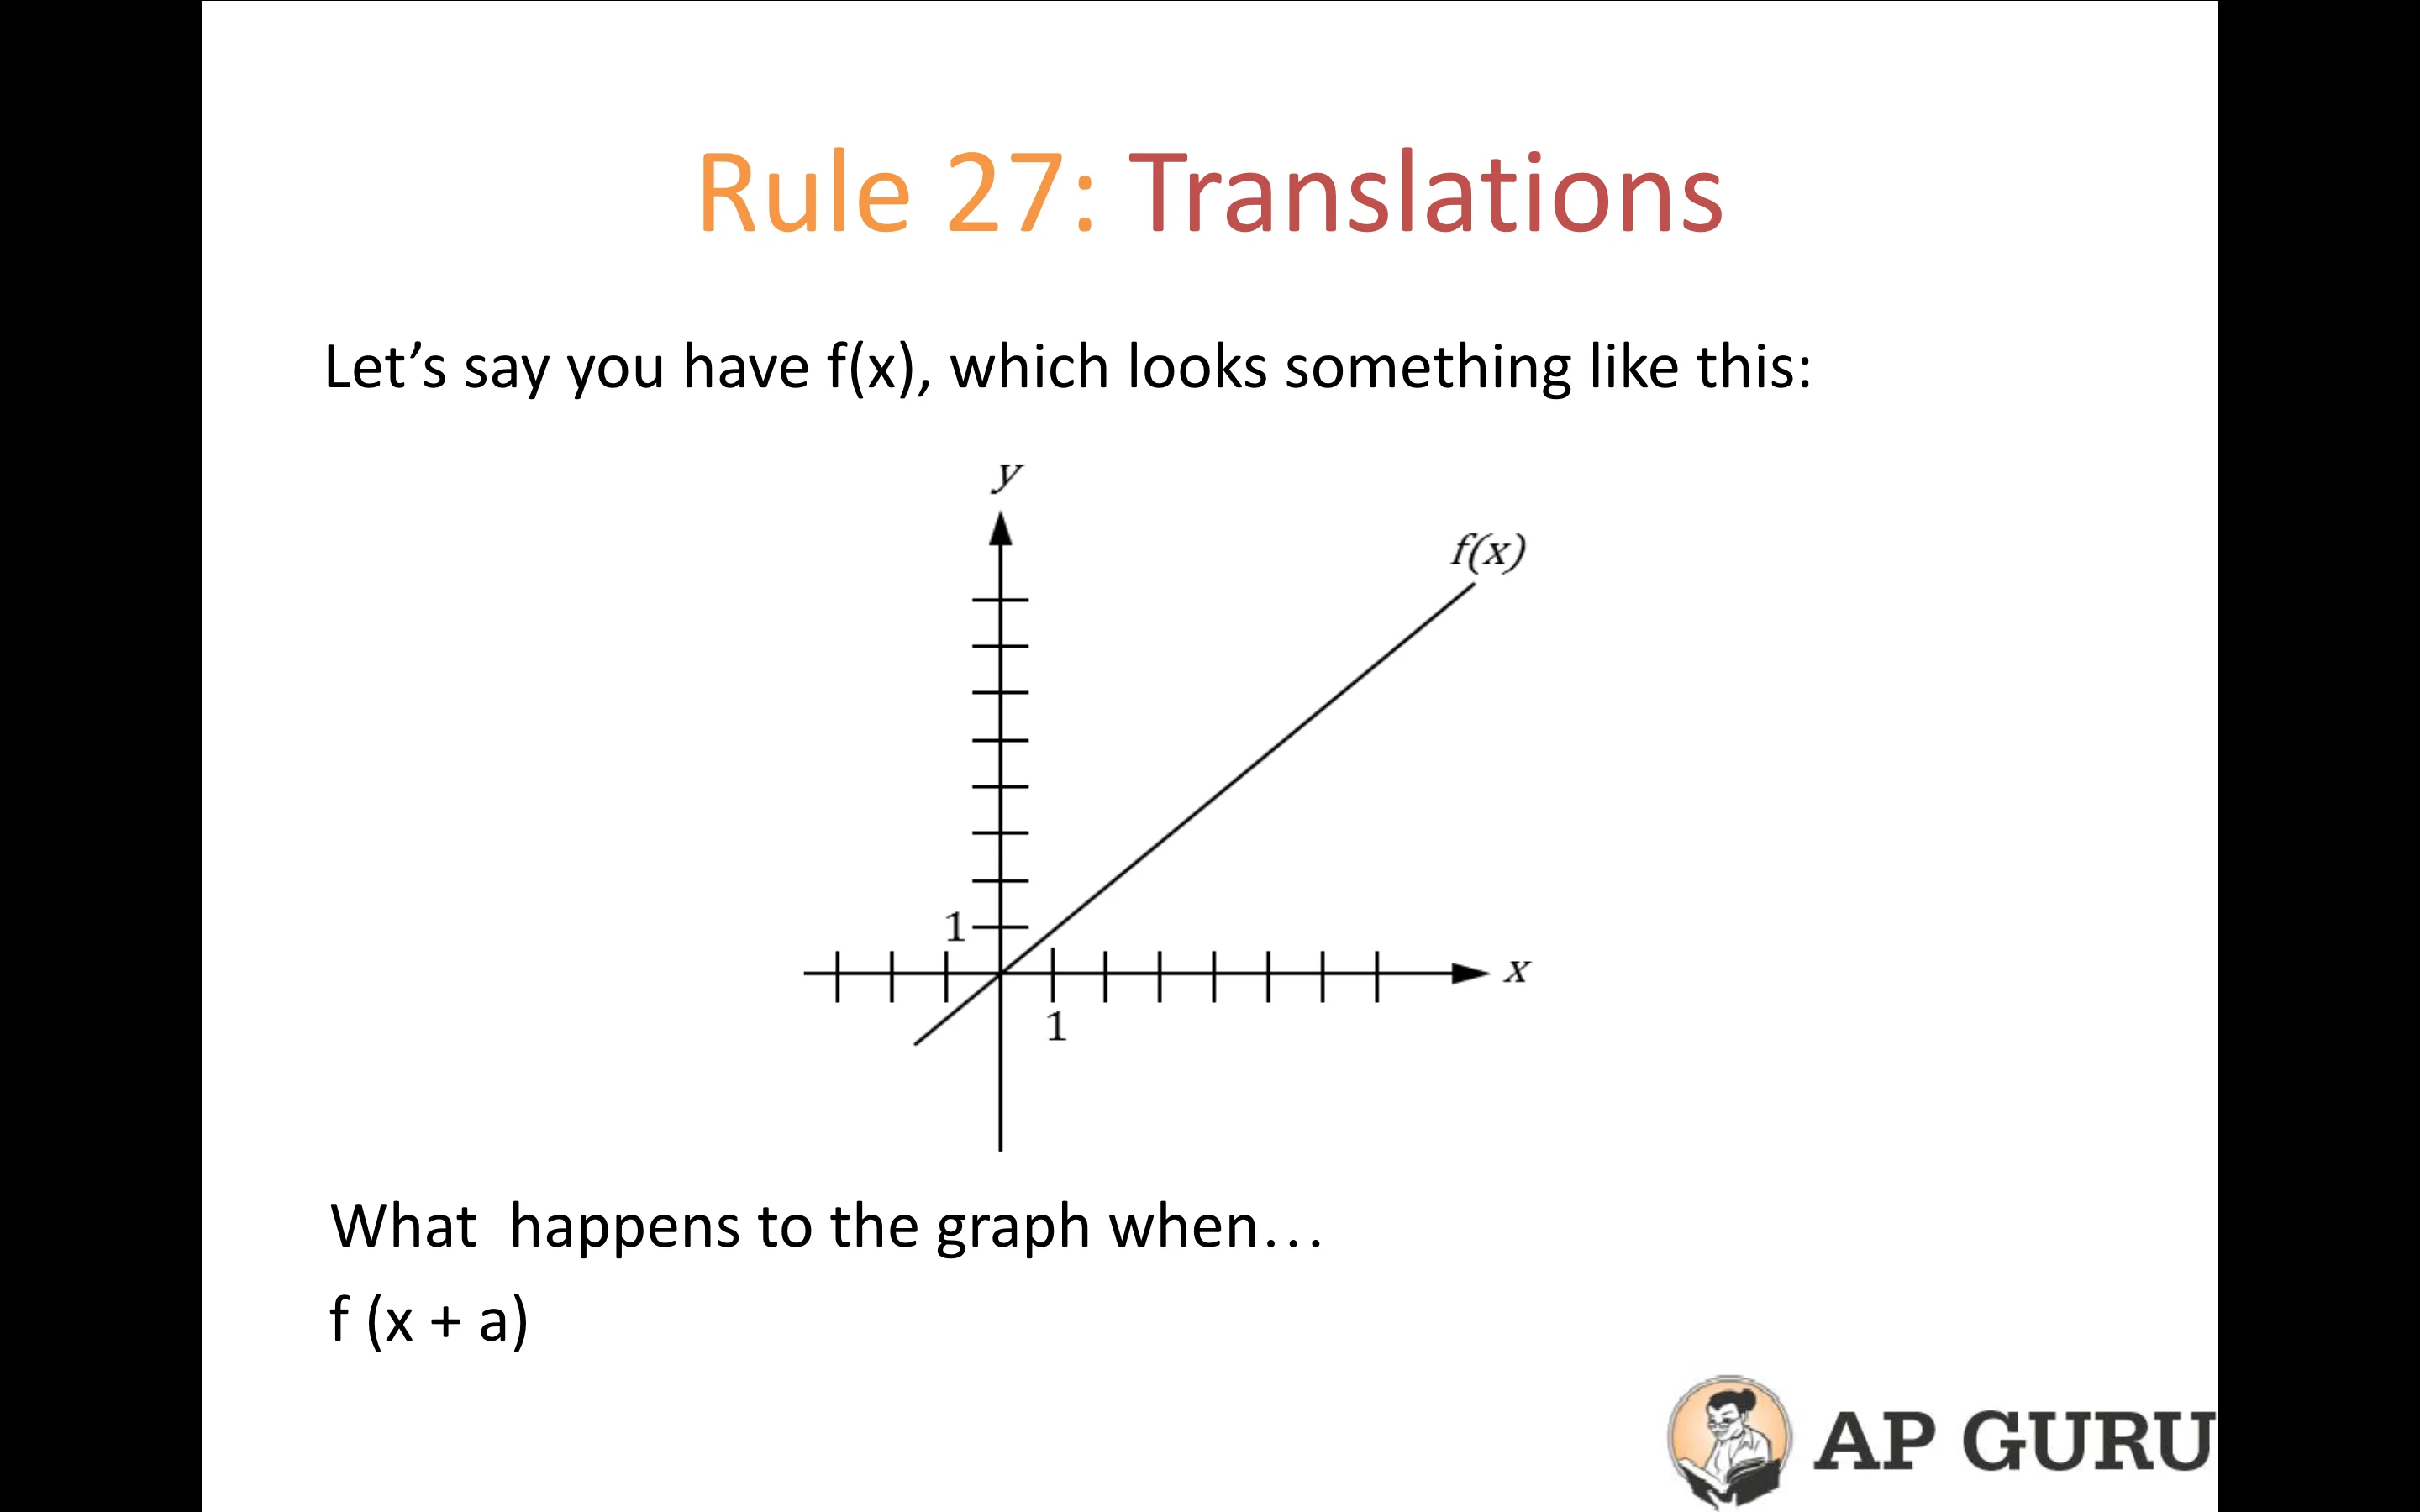 Rule 27: Translations
Let’s say you have f(x), which looks something like this:
y
f(x)
1
x
1
What happens to the graph when...
f (x + a)
AP GURU